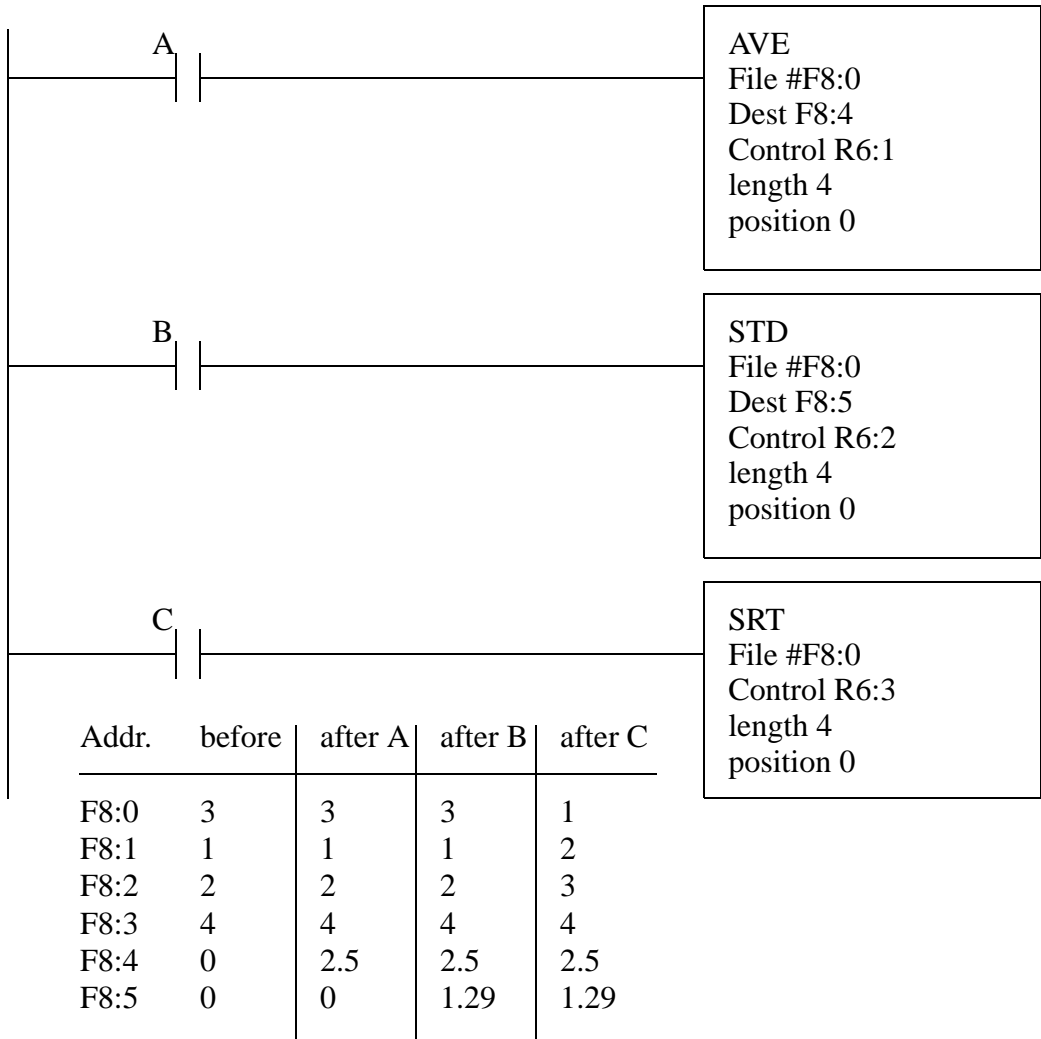 A
AVE
File #F8:0
Dest F8:4
Control R6:1
length 4
position 0
B
STD
File #F8:0
Dest F8:5
Control R6:2
length 4
position 0
C
SRT
File #F8:0
Control R6:3
length 4
position 0
Addr. before after A after B after C
F8:0 3 3 3 1
F8:1 1 1 1 2
F8:2 2 2 2 3
F8:3 4 4 4 4
F8:4 0 2.5 2.5 2.5
F8:5 0 0 1.29 1.29